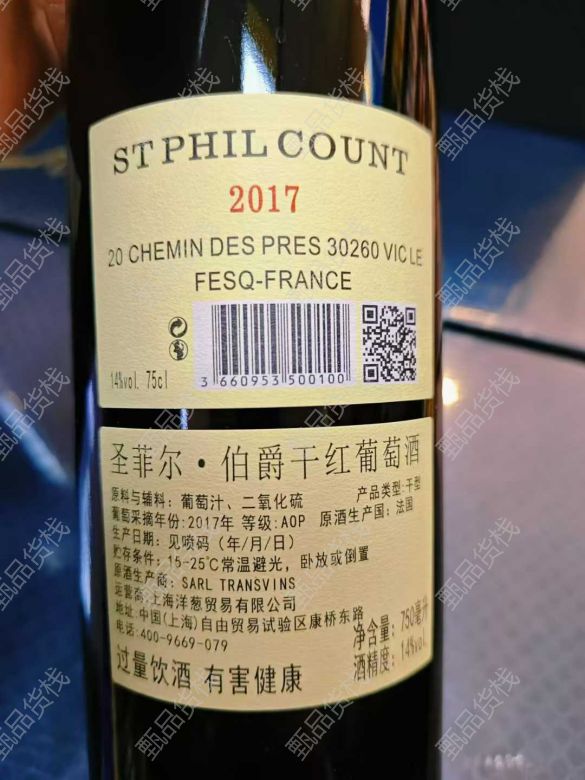 ST PHIL COUNT
2017
20 CHEMIN DES PRES 30260 VIC LE
FESQ-FRANCE
14%vol. 75cl
3 660953 500100
圣菲尔·伯爵干红葡萄酒
原料与辅料：葡萄汁、二氧化硫 产品类型：干型
葡萄采摘年份：2017年 等级：AOP 原酒生产国：法国
生产日期：见喷码（年/月/日）
贮存条件：15-25℃常温避光，卧放或倒置
原酒生产商：SARL TRANSVINS
运营商：上海洋葱贸易有限公司
地址：中国(上海)自由贸易试验区康桥东路
电话：400-9669-079
净含量：750毫升
酒精度：14%vol.
过量饮酒 有害健康
甄品货栈